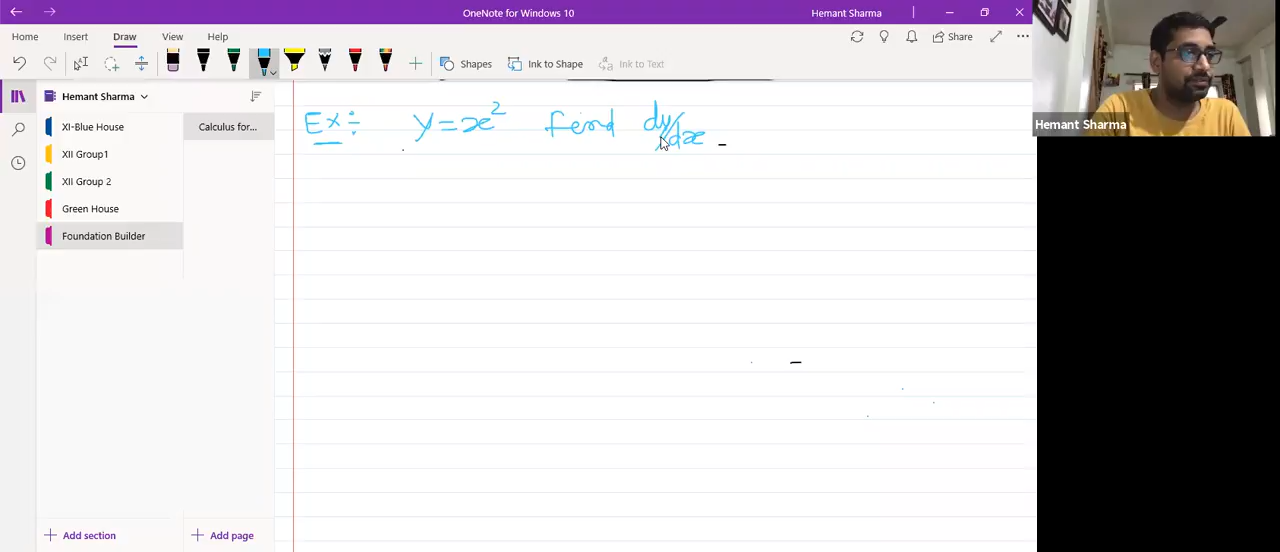 OneNote for Windows 10
Hemant Sharma
Home Insert Draw View Help
Share
Shapes Ink to Shape Ink to Text
Hemant Sharma
XI-Blue House
XII Group1
XII Group 2
Green House
Foundation Builder
Calculus for...
Ex÷ y=x² find dy/dx
Hemant Sharma
Add section
Add page